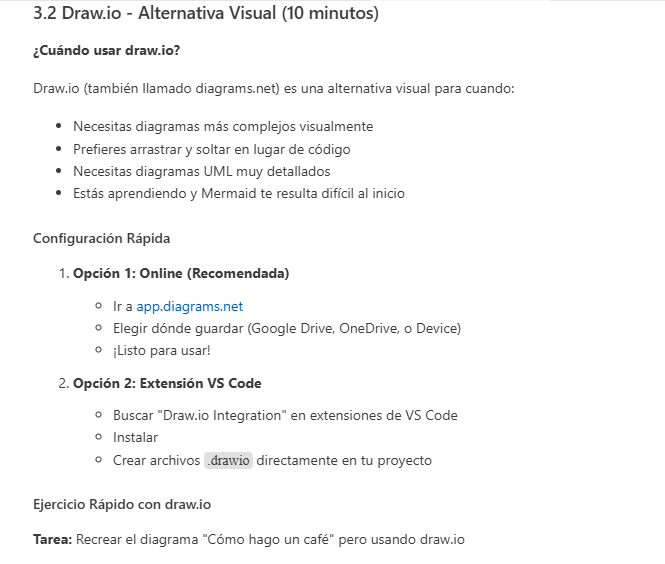 3.2 Draw.io - Alternativa Visual (10 minutos)
¿Cuándo usar draw.io?
Draw.io (también llamado diagrams.net) es una alternativa visual para cuando:
• Necesitas diagramas más complejos visualmente
• Prefieres arrastrar y soltar en lugar de código
• Necesitas diagramas UML muy detallados
• Estás aprendiendo y Mermaid te resulta difícil al inicio
Configuración Rápida
1. Opción 1: Online (Recomendada)
◦ Ir a app.diagrams.net
◦ Elegir dónde guardar (Google Drive, OneDrive, o Device)
◦ ¡Listo para usar!
2. Opción 2: Extensión VS Code
◦ Buscar "Draw.io Integration" en extensiones de VS Code
◦ Instalar
◦ Crear archivos .drawio directamente en tu proyecto
Ejercicio Rápido con draw.io
Tarea: Recrear el diagrama "Cómo hago un café" pero usando draw.io